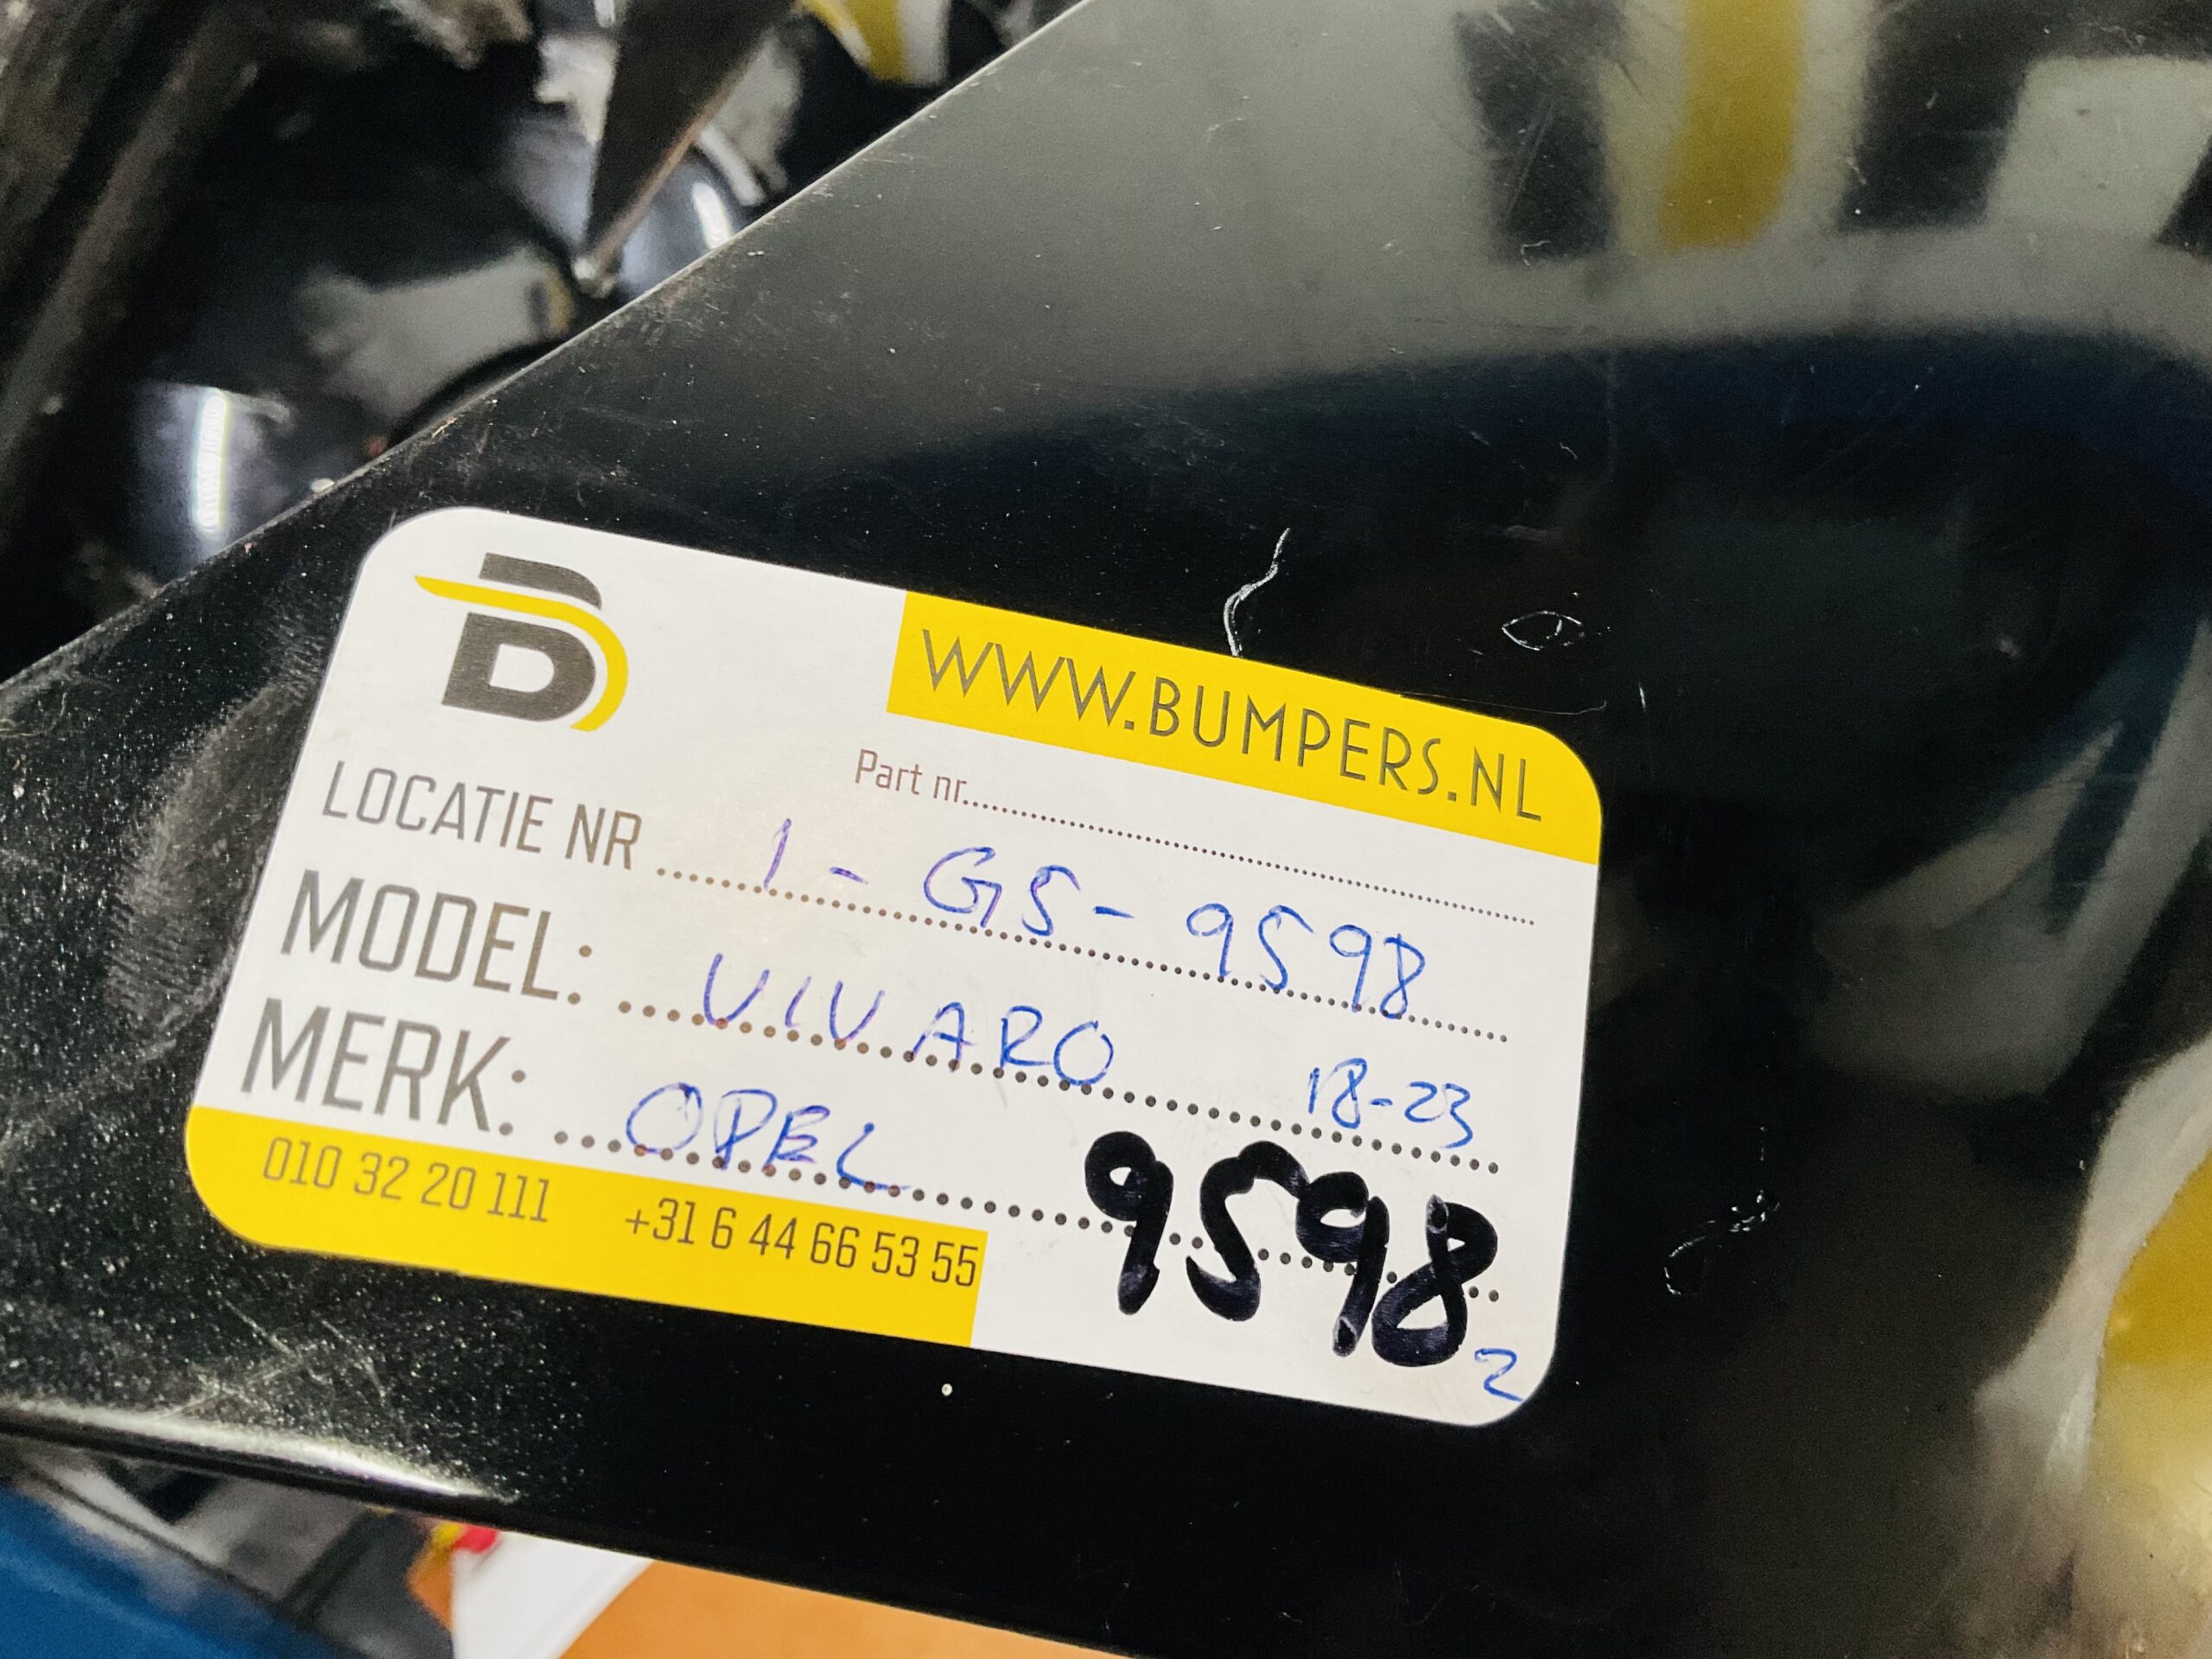 B
WWW.BUMPERS.NL
Part nr..........
LOCATIE NR .......... 1 - G5 - 9598
MODEL: .......... VIVARO 18-23
MERK: .......... OPEL
9598
010 32 20 111 +31 6 44 66 53 55
2